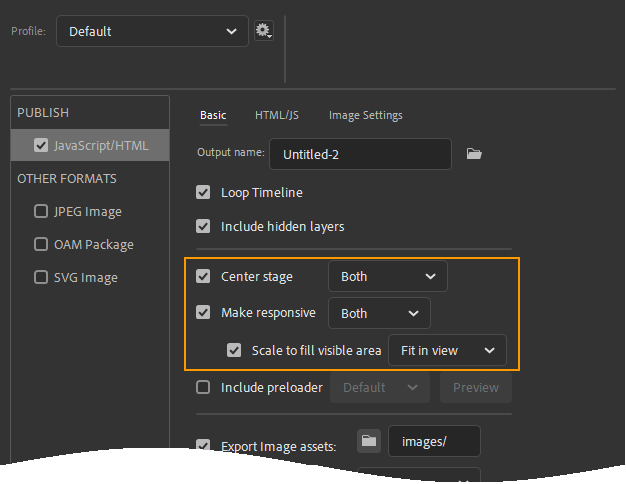 Profile: Default
PUBLISH
JavaScript/HTML
OTHER FORMATS
JPEG Image
OAM Package
SVG Image
Basic HTML/JS Image Settings
Output name: Untitled-2
Loop Timeline
Include hidden layers
Center stage Both
Make responsive Both
Scale to fill visible area Fit in view
Include preloader Default Preview
Export Image assets: images/